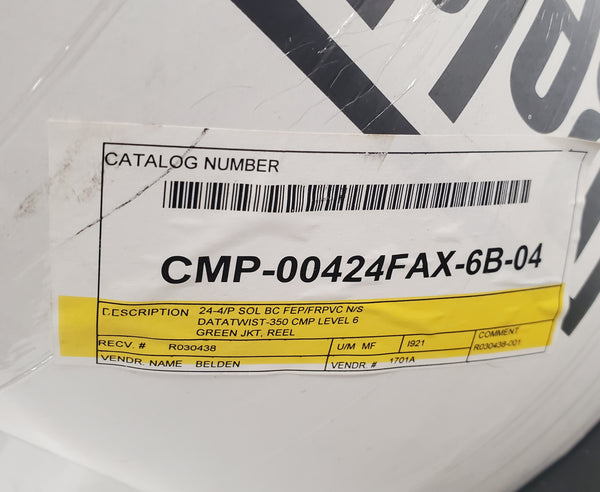 CATALOG NUMBER
CMP-00424FAX-6B-04
DESCRIPTION 24-4/P SOL BC FEP/FRPVC N/S
DATATWIST-350 CMP LEVEL 6
GREEN JKT, REEL
RECV. # R030438 U/M MF I921 COMMENT
R030438-001
VENDR. NAME BELDEN VENDR. # 1701A